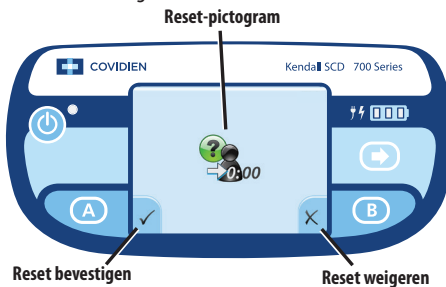 Reset-pictogram
COVIDIEN
Kendall SCD 700 Series
?
0:00
A
B
Reset bevestigen
Reset weigeren